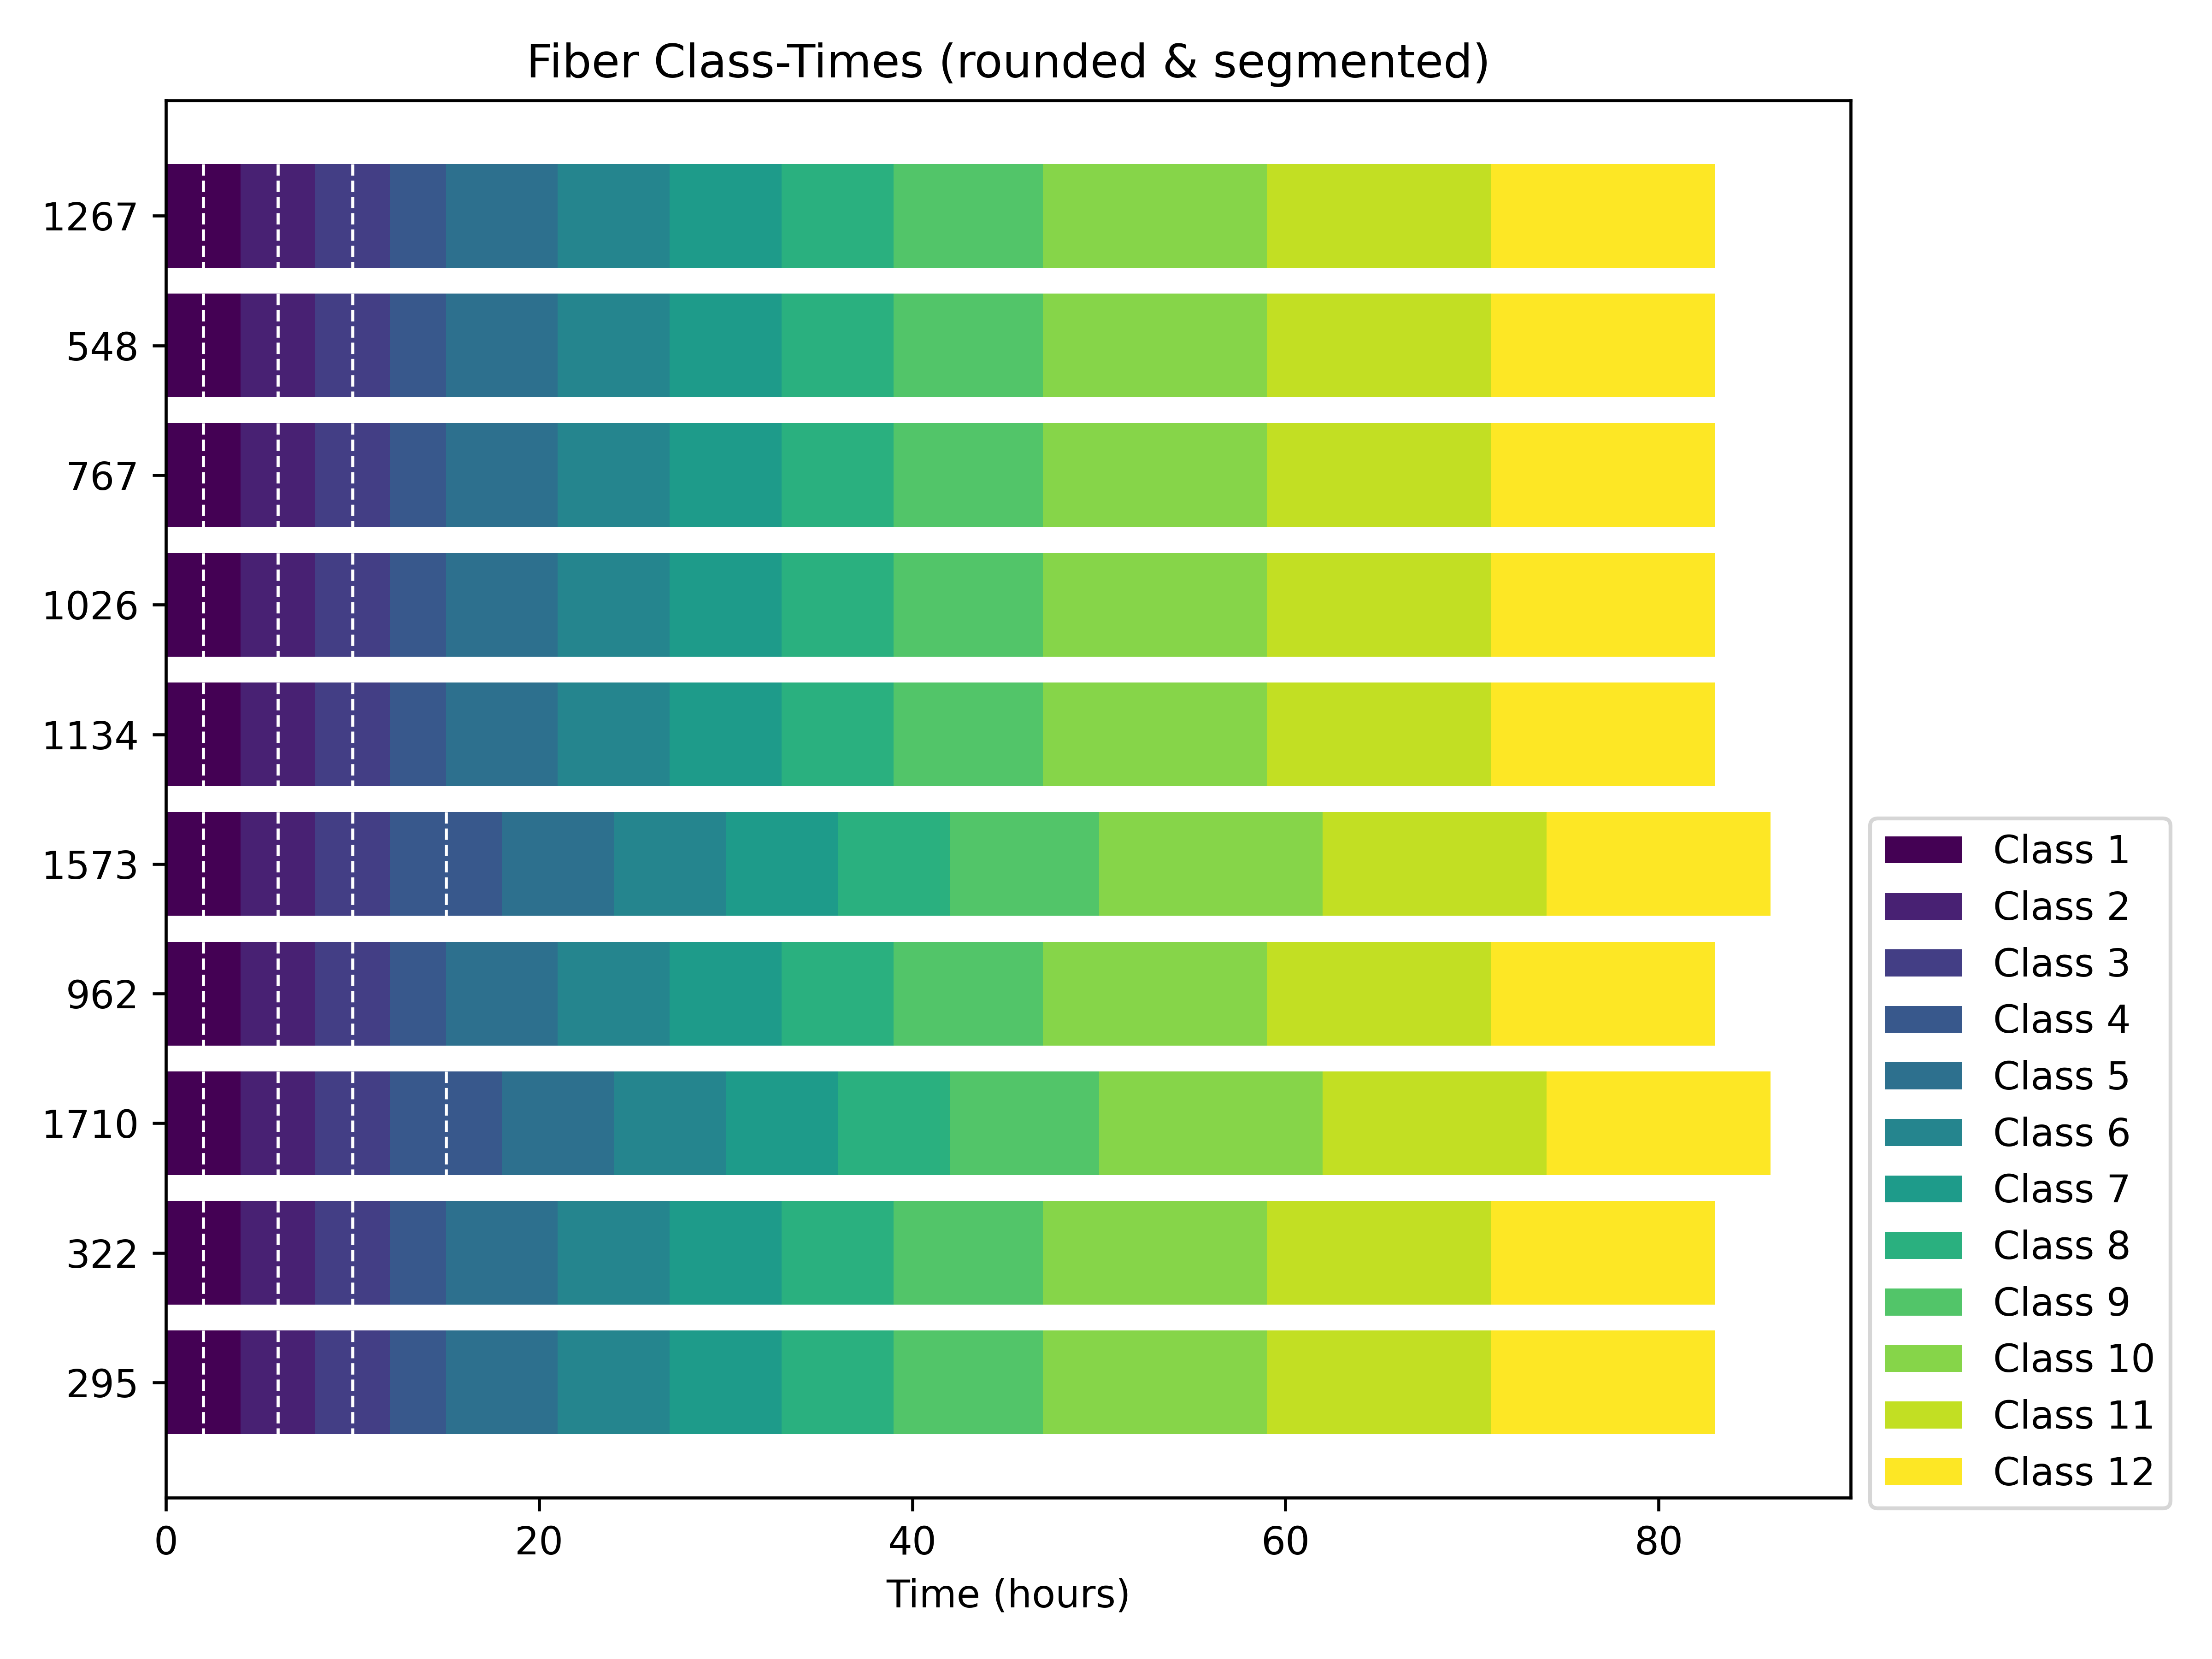 Fiber Class-Times (rounded & segmented)
1267
548
767
1026
1134
1573
962
1710
322
295
0 20 40 60 80
Time (hours)
Class 1
Class 2
Class 3
Class 4
Class 5
Class 6
Class 7
Class 8
Class 9
Class 10
Class 11
Class 12